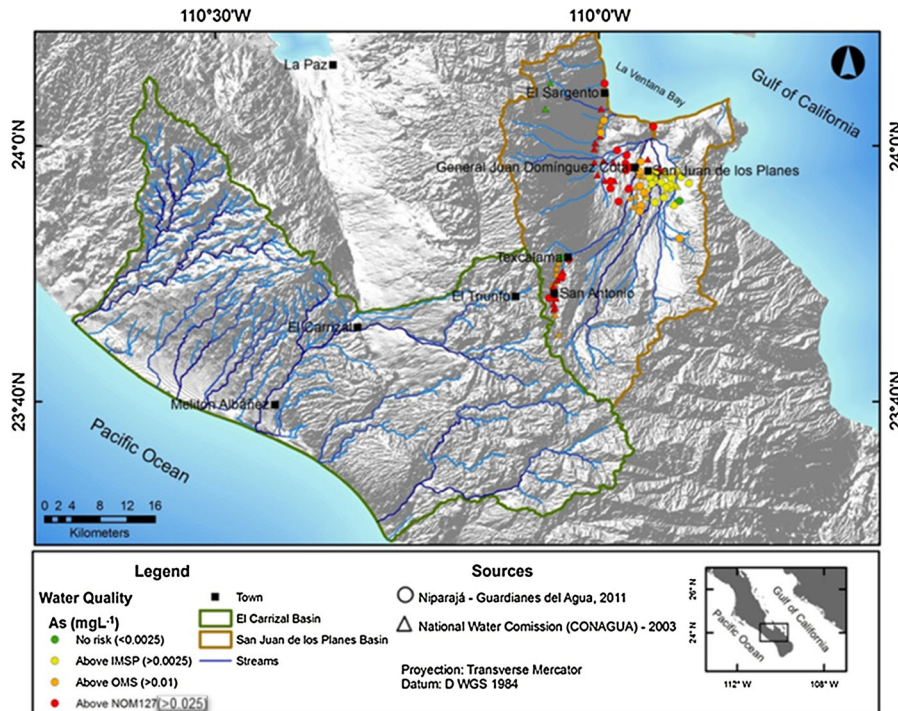 110°30'W 110°0'W
La Paz
La Ventana Bay
Gulf of California
El Sargento
24°0'N 24°0'N
General Juan Domínguez Cota
San Juan de los Planes
Texcalama
El Triunfo
San Antonio
El Carrizal
23°40'N
Meliton Albáñez
Pacific Ocean
0 2 4 8 12 16
Kilometers
Legend
Water Quality
As (mgL-1)
No risk (<0.0025)
Above IMSP (>0.0025)
Above OMS (>0.01)
Above NOM127(>0.025)
Town
El Carrizal Basin
San Juan de los Planes Basin
Streams
Sources
Niparajá - Guardianes del Agua, 2011
National Water Comission (CONAGUA) - 2003
Proyection: Transverse Mercator
Datum: D WGS 1984
26°N
24°N
Gulf of California
Pacific Ocean
112°W 108°W